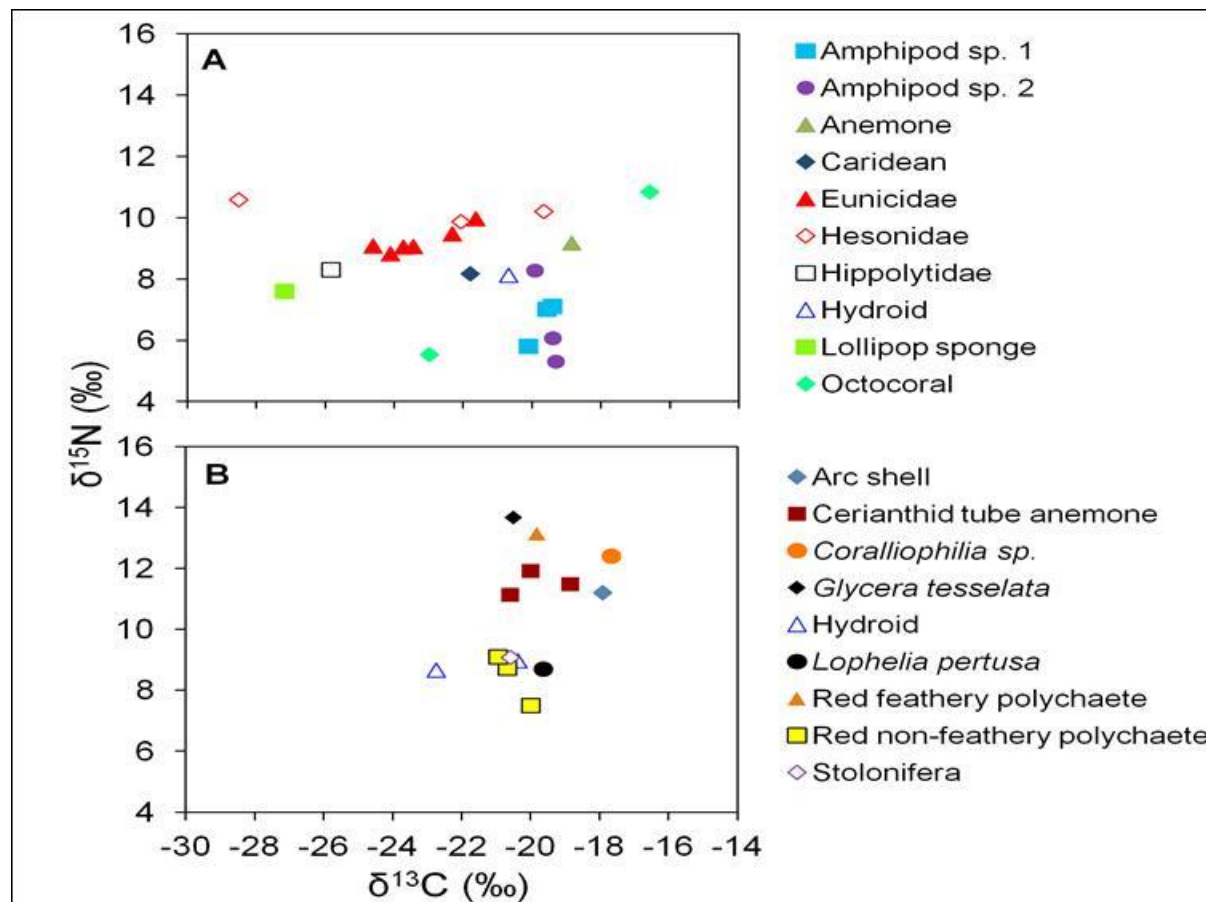 A
16
14
12
10
8
6
4
Amphipod sp. 1
Amphipod sp. 2
Anemone
Caridean
Eunicidae
Hesonidae
Hippolytidae
Hydroid
Lollipop sponge
Octocoral
δ¹⁵N (‰)
B
16
14
12
10
8
6
4
Arc shell
Cerianthid tube anemone
Coralliophilia sp.
Glycera tesselata
Hydroid
Lophelia pertusa
Red feathery polychaete
Red non-feathery polychaete
Stolonifera
-30 -28 -26 -24 -22 -20 -18 -16 -14
δ¹³C (‰)